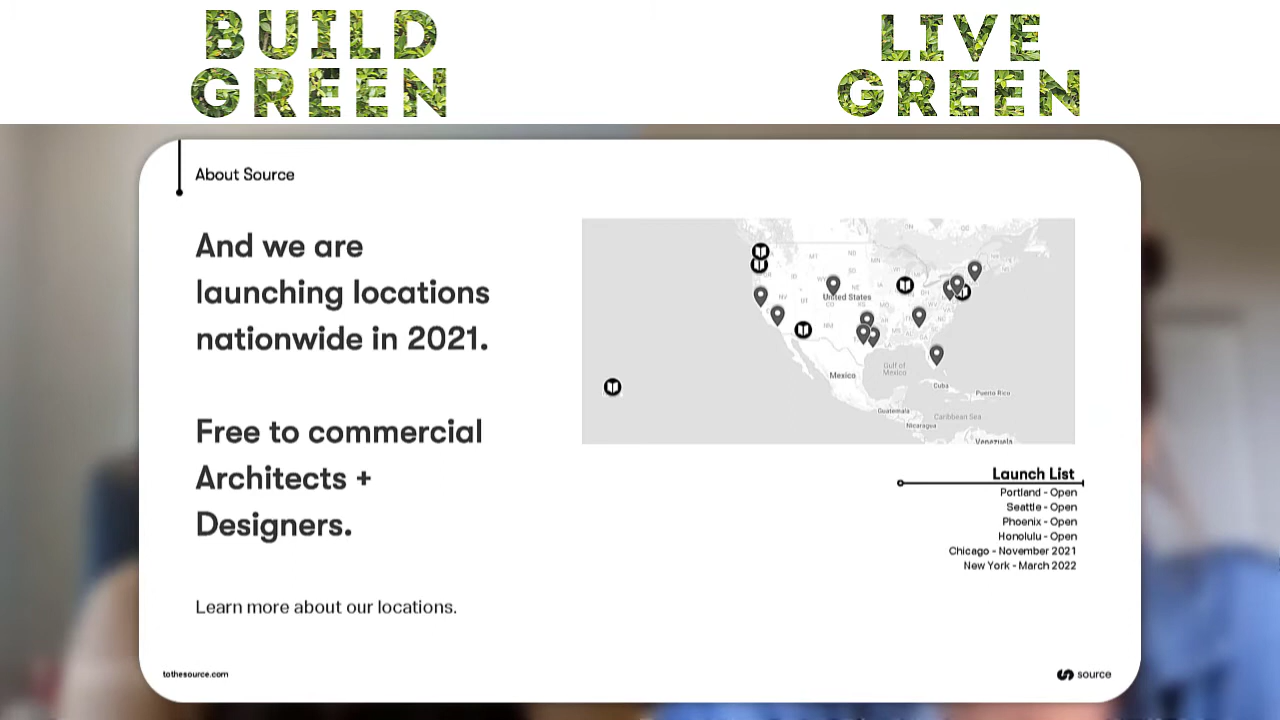 BUILD
GREEN
LIVE
GREEN
About Source
And we are
launching locations
nationwide in 2021.
Free to commercial
Architects +
Designers.
Learn more about our locations.
United States
Mexico
Gulf of
Mexico
Cuba
Puerto Rico
Guatemala
Caribbean Sea
Nicaragua
Venezuela
Launch List
Portland - Open
Seattle - Open
Phoenix - Open
Honolulu - Open
Chicago - November 2021
New York - March 2022
tothesource.com
source